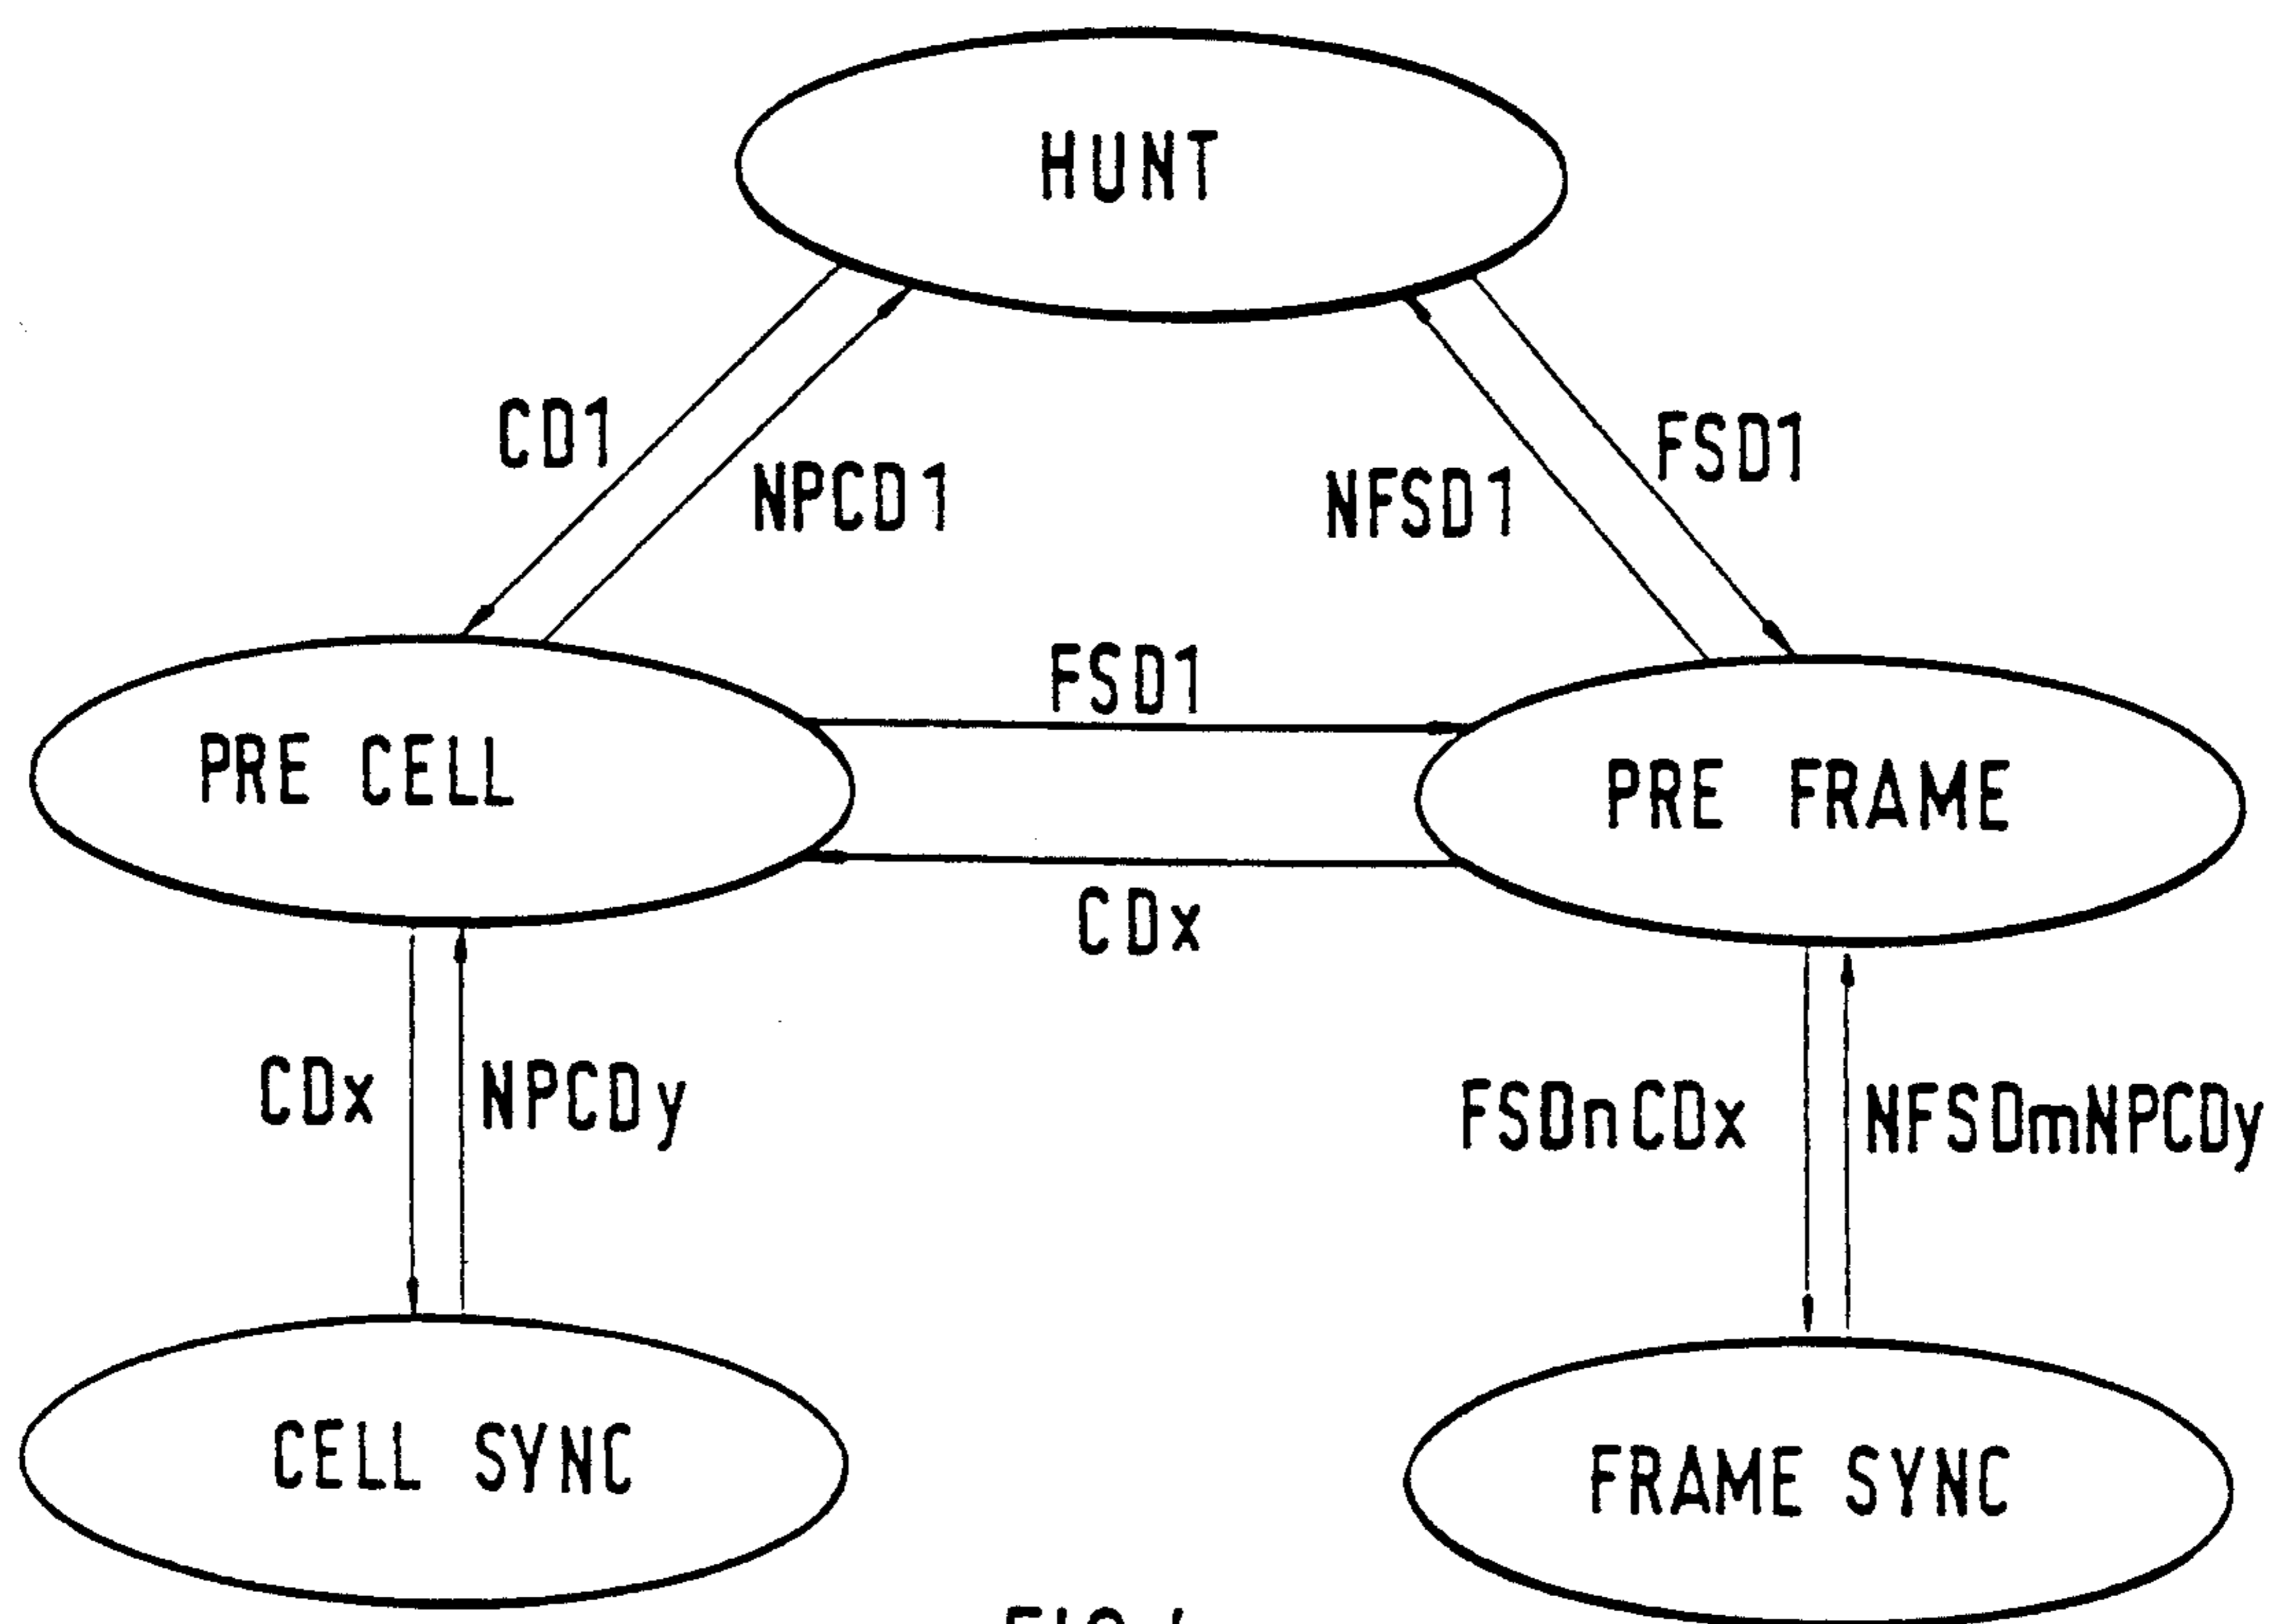 HUNT
CD1
NPCD1
NFSD1
FSD1
FSD1
PRE CELL
PRE FRAME
CDx
CDx
NPCDy
FSDnCDx
NFSDmNPCDy
CELL SYNC
FRAME SYNC